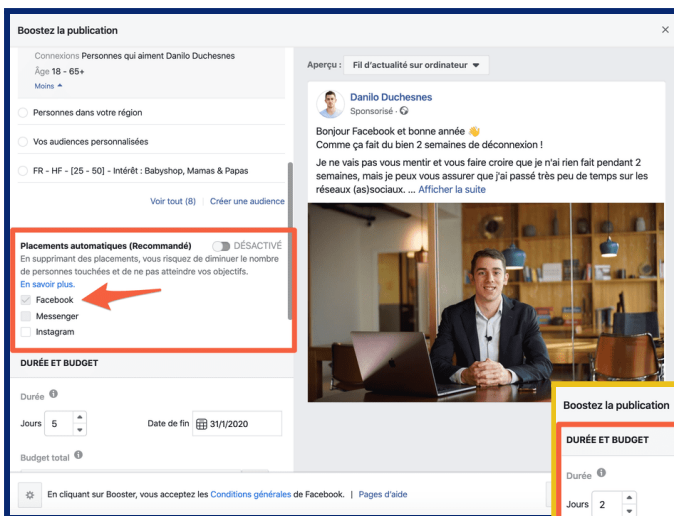 Boostez la publication
Connexions Personnes qui aiment Danilo Duchesnes
Âge 18 - 65+
Moins
Personnes dans votre région
Vos audiences personnalisées
FR - HF - [25 - 50] - Intérêt : Babyshop, Mamas & Papas
Voir tout (8) | Créer une audience
Placements automatiques (Recommandé) DÉSACTIVÉ
En supprimant des placements, vous risquez de diminuer le nombre
de personnes touchées et de ne pas atteindre vos objectifs.
En savoir plus.
Facebook
Messenger
Instagram
DURÉE ET BUDGET
Durée
Jours 5 Date de fin 31/1/2020
Budget total
En cliquant sur Booster, vous acceptez les Conditions générales de Facebook. | Pages d'aide
Aperçu : Fil d'actualité sur ordinateur
Danilo Duchesnes
Sponsorisé ·
Bonjour Facebook et bonne année 👋
Comme ça fait du bien 2 semaines de déconnexion !
Je ne vais pas vous mentir et vous faire croire que je n'ai rien fait pendant 2
semaines, mais je peux vous assurer que j'ai passé très peu de temps sur les
réseaux (as)sociaux. ... Afficher la suite
Boostez la publication
DURÉE ET BUDGET
Durée
Jours 2